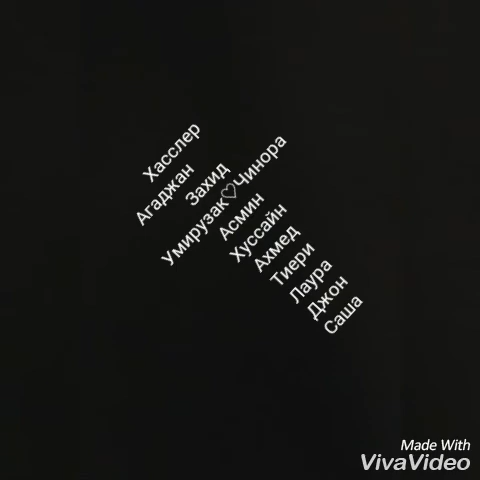 Хасслер
Агаджан
Захид
Умирузак♡Чинора
Асмин
Хуссайн
Ахмед
Тиери
Лаура
Джон
Саша
Made With
VivaVideo